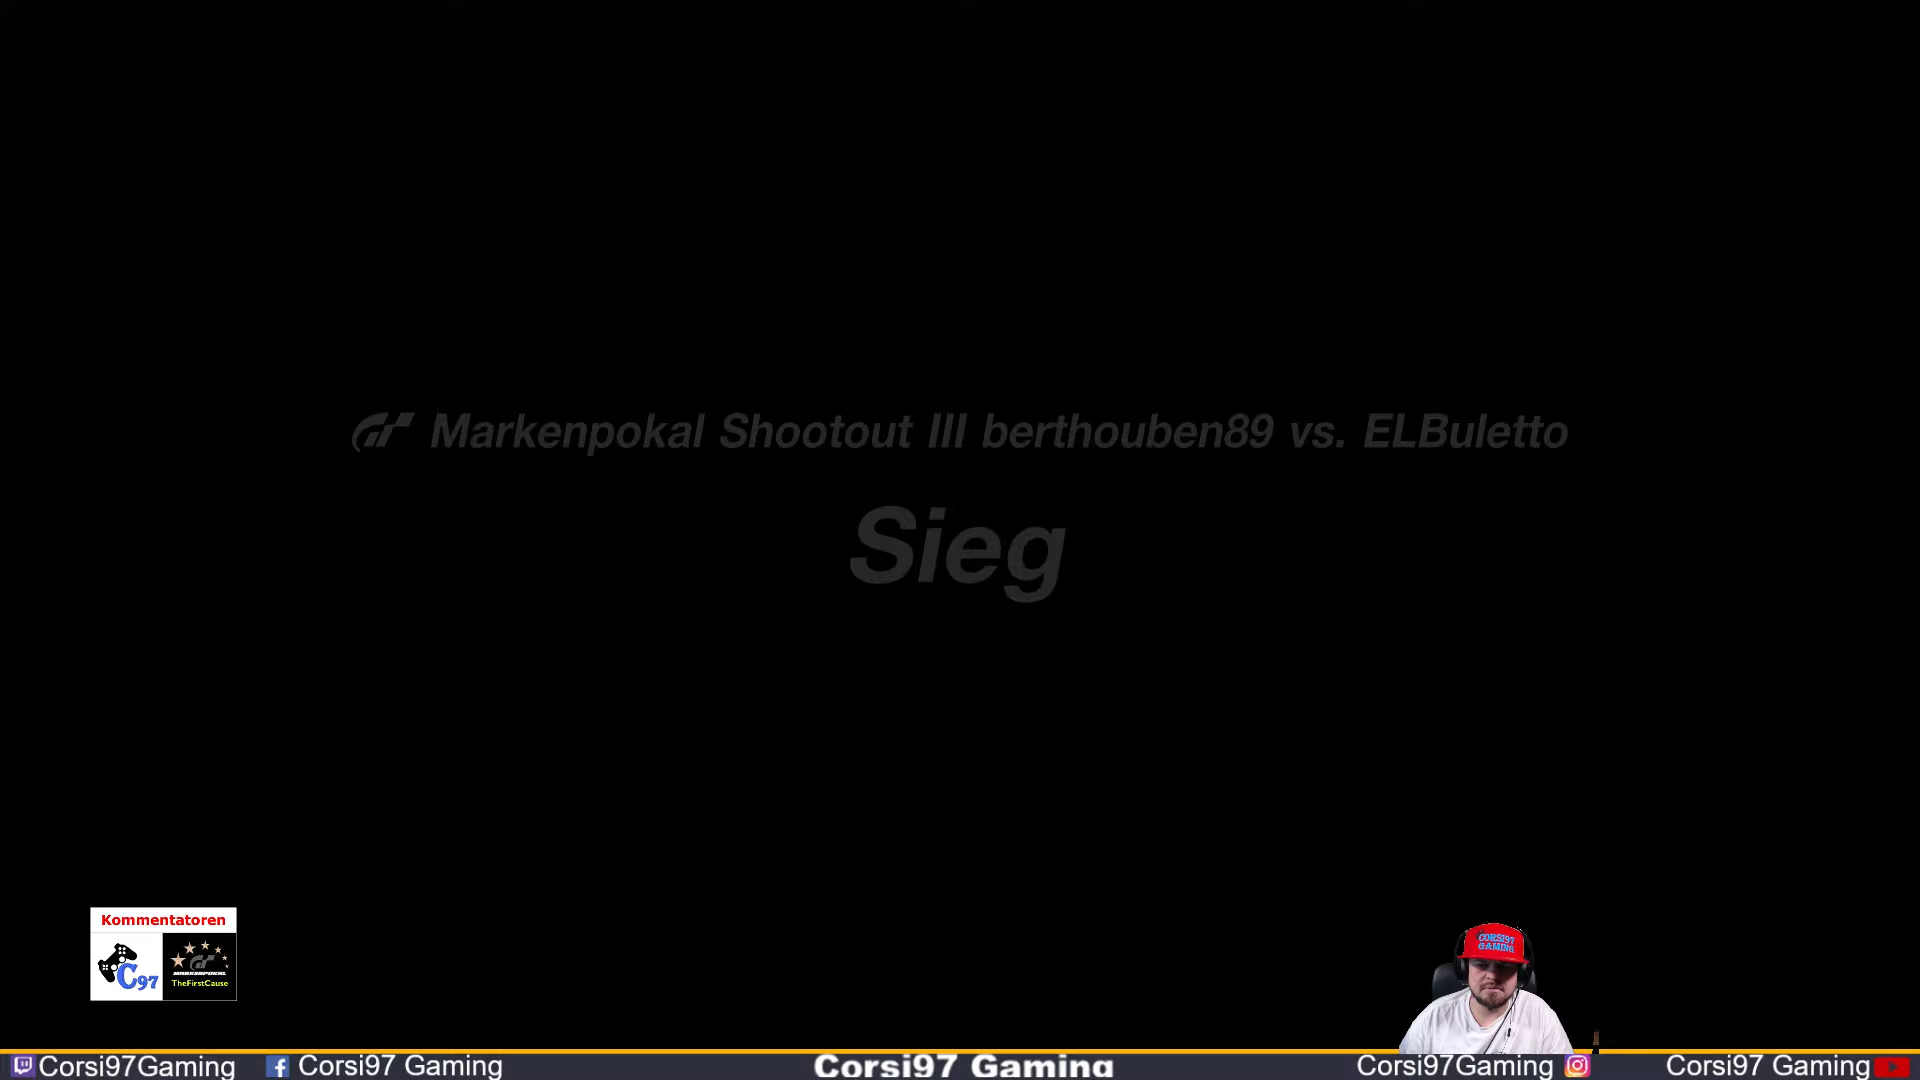 Markenpokal Shootout III berthouben89 vs. ELBuletto
Sieg
Kommentatoren
C97
MARKENPOKAL
TheFirstCause
CORSI97
GAMING
Corsi97Gaming
Corsi97 Gaming
Corsi97 Gaming
Corsi97Gaming
Corsi97 Gaming